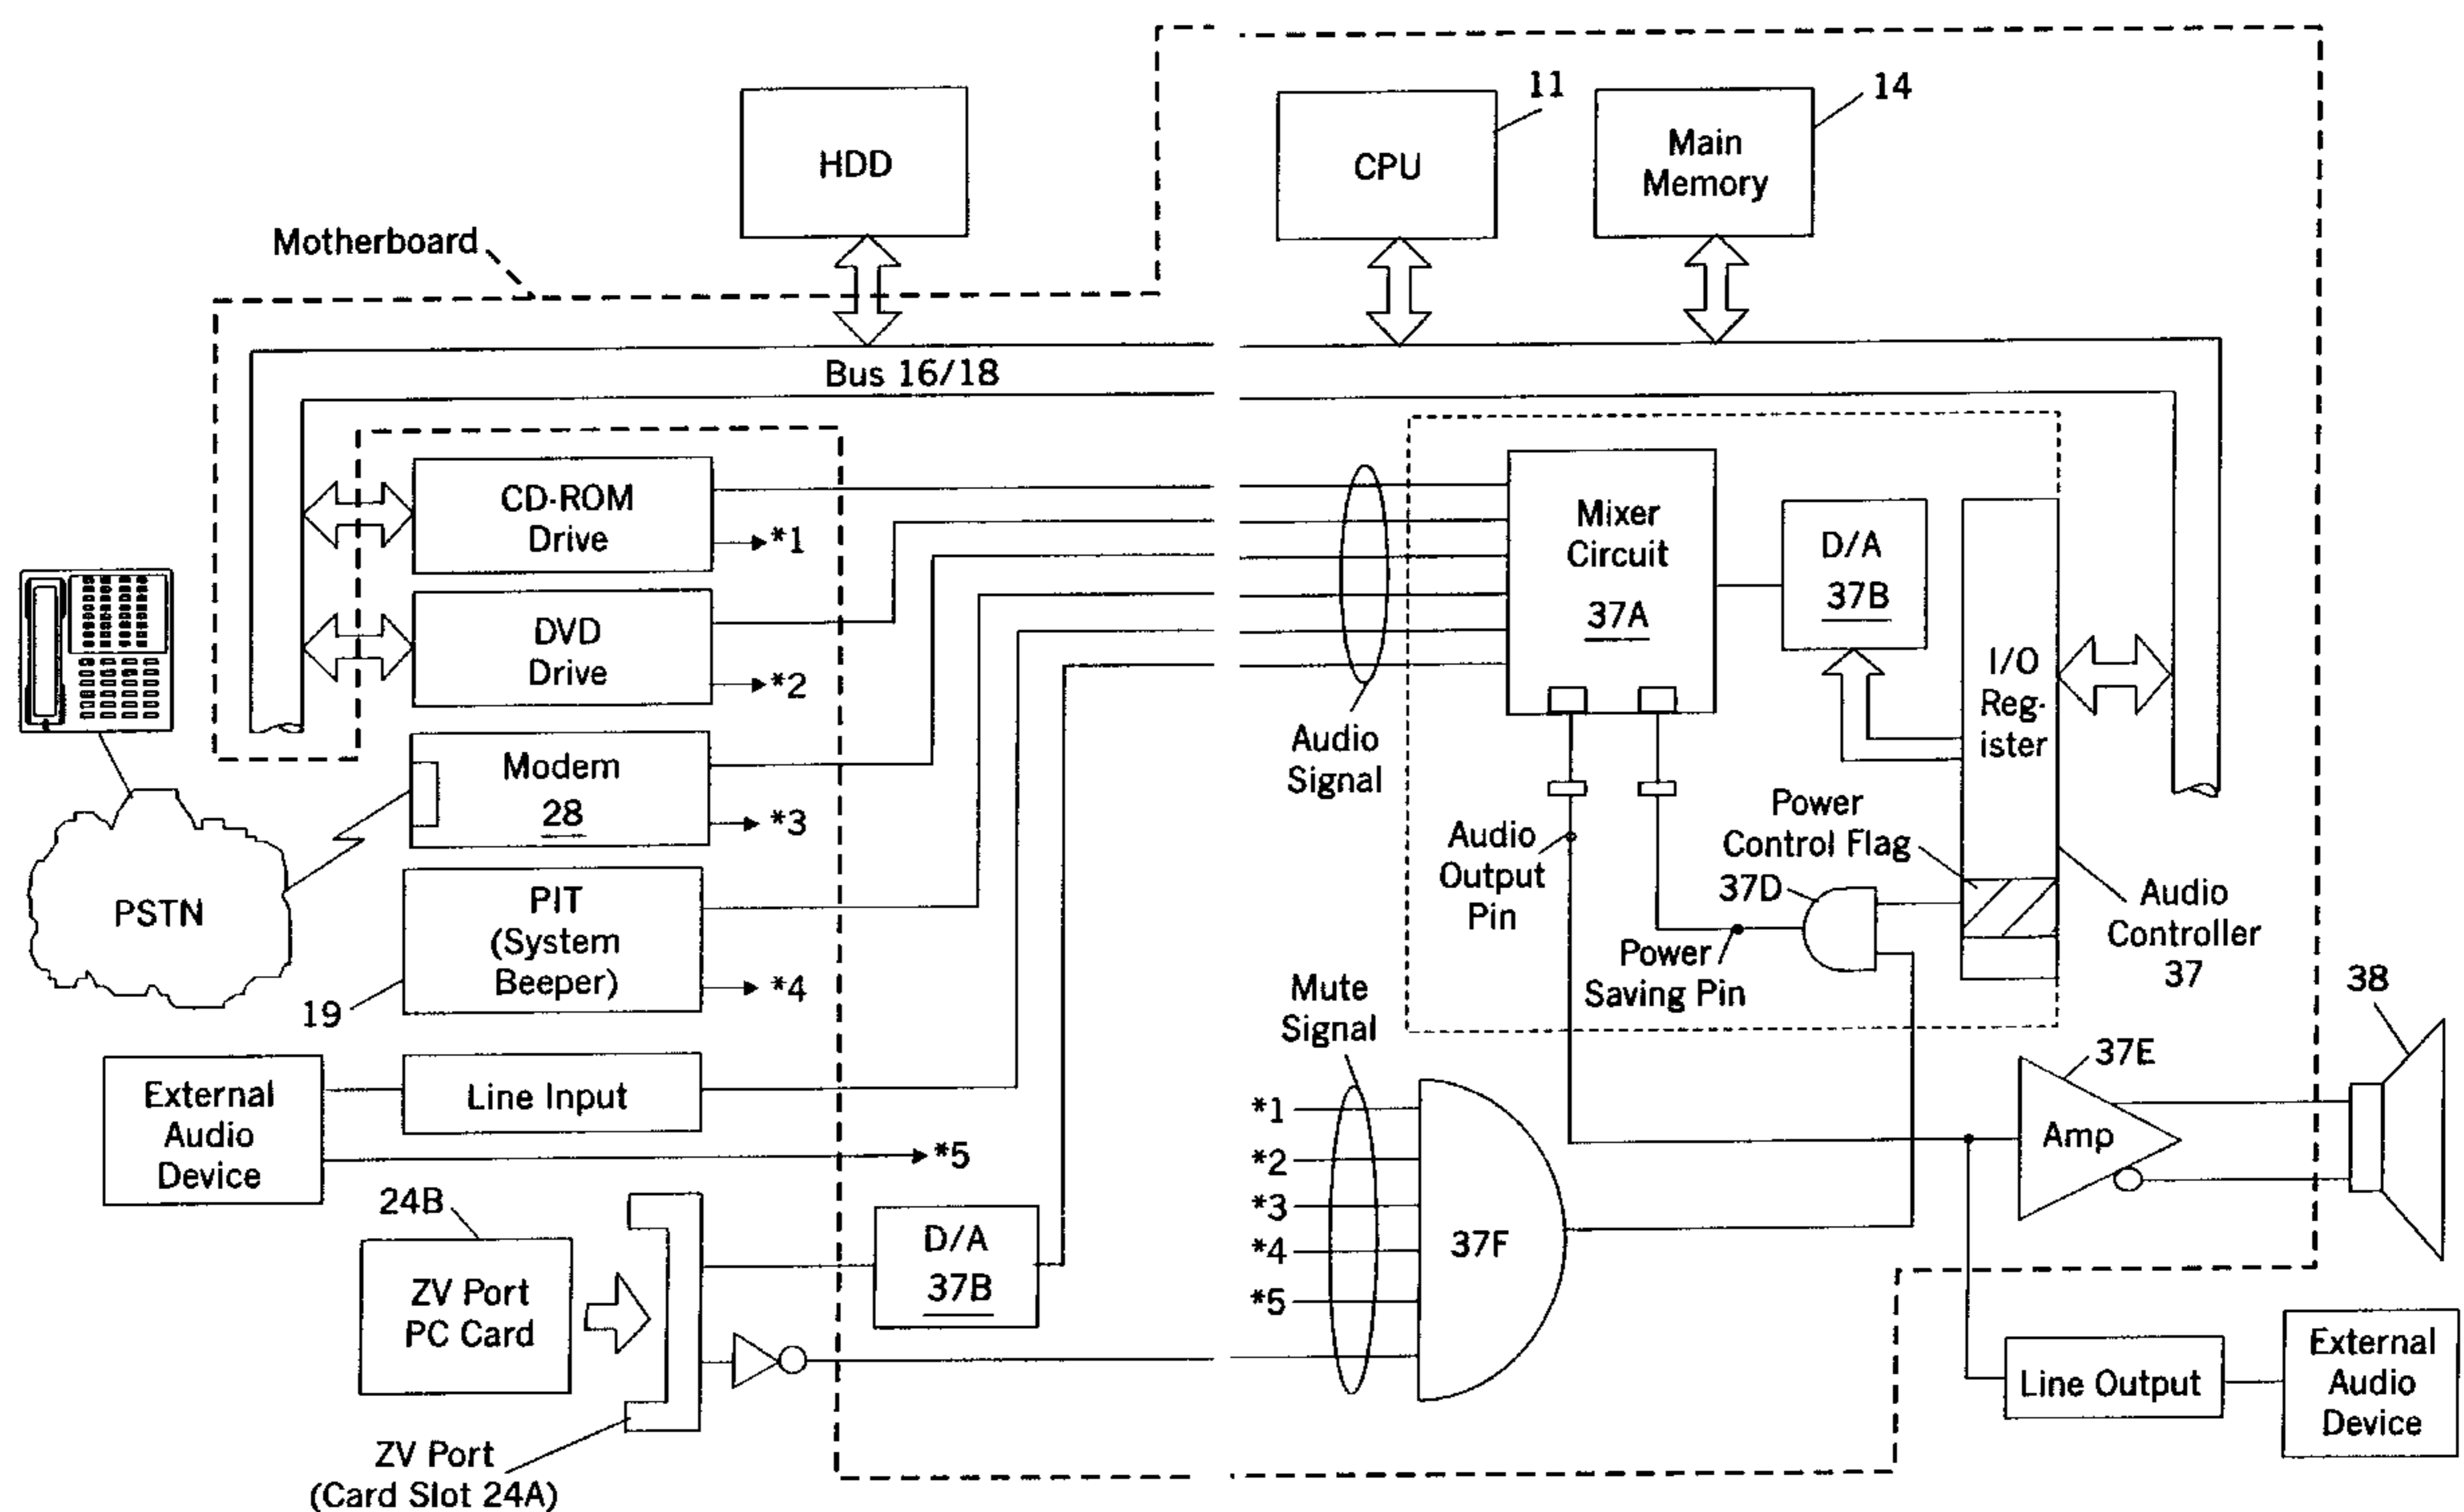 11
14
HDD
CPU
Main
Memory
Motherboard
Bus 16/18
CD-ROM
Drive
*1
DVD
Drive
*2
Modem
28
*3
PSTN
PIT
(System
Beeper)
*4
19
External
Audio
Device
Line Input
*5
24B
ZV Port
PC Card
D/A
37B
ZV Port
(Card Slot 24A)
Audio
Signal
Mixer
Circuit
37A
D/A
37B
I/O
Reg-
ister
Power
Control Flag
37D
Audio
Output
Pin
Power
Saving Pin
Audio
Controller
37
Mute
Signal
*1
*2
*3
*4
*5
37F
37E
Amp
38
Line Output
External
Audio
Device